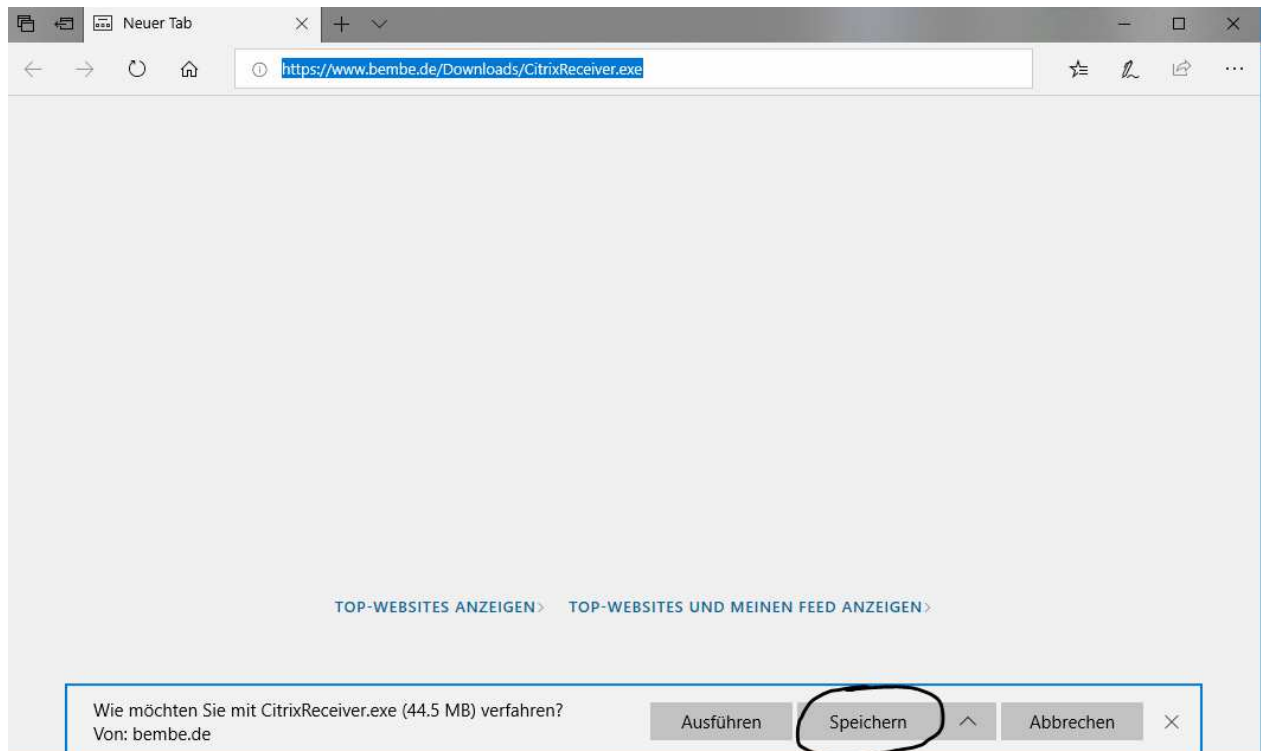 Neuer Tab
https://www.bembe.de/Downloads/CitrixReceiver.exe
TOP-WEBSITES ANZEIGEN
TOP-WEBSITES UND MEINEN FEED ANZEIGEN
Wie möchten Sie mit CitrixReceiver.exe (44.5 MB) verfahren?
Von: bembe.de
Ausführen
Speichern
Abbrechen